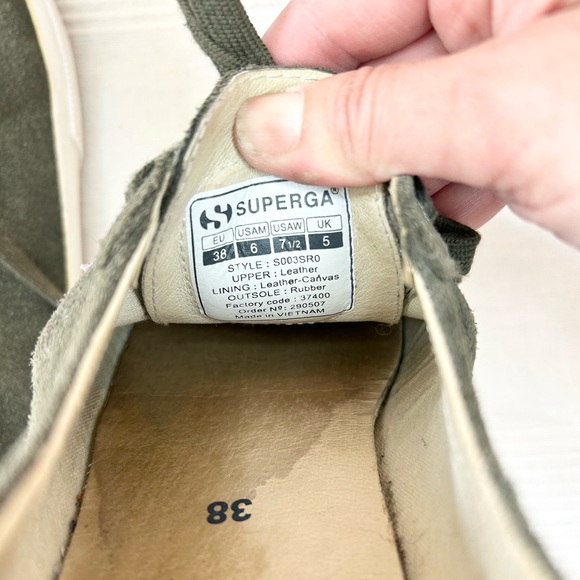 SUPERGA®
EU USAM USAW UK
38 6 7 1/2 5
STYLE : S003SR0
UPPER : Leather
LINING : Leather-Canvas
OUTSOLE : Rubber
Factory code : 37400
Order Nº: 290507
Made in VIETNAM
38